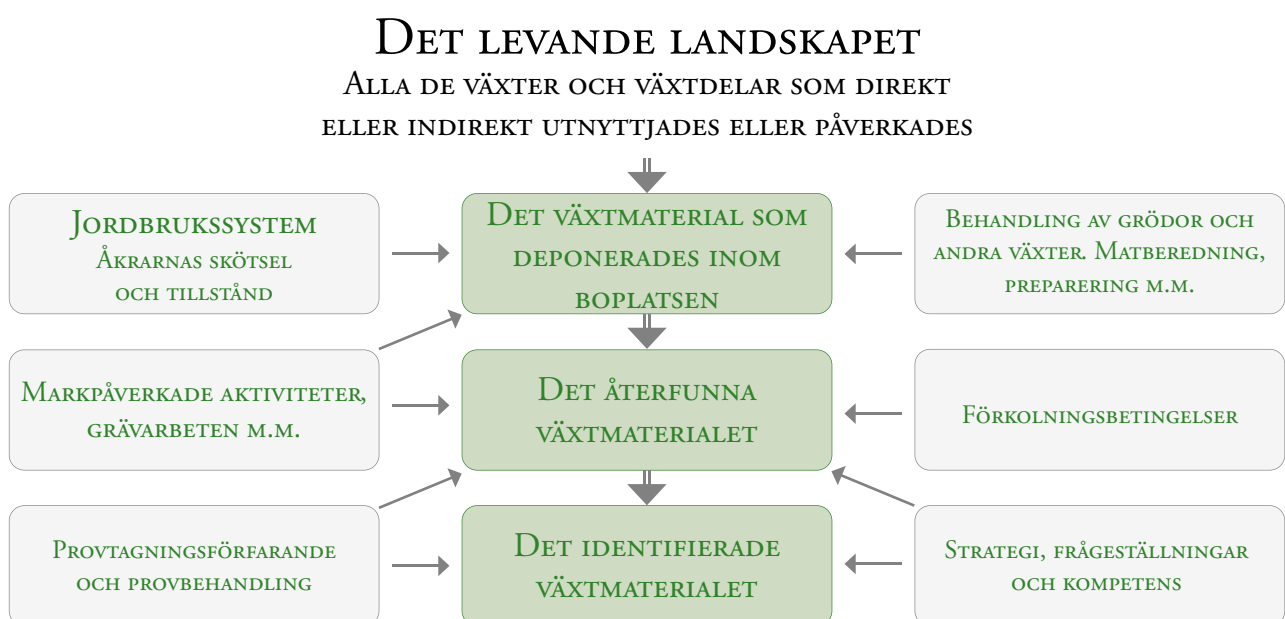 Det levande landskapet
Alla de växter och växtdelar som direkt
eller indirekt utnyttjades eller påverkades
Jordbrukssystem
Åkrarnas skötsel
och tillstånd
Det växtmaterial som
deponerades inom
boplatsen
Behandling av grödor och
andra växter. Matberedning,
preparering m.m.
Markpåverkade aktiviteter,
grävarbeten m.m.
Det återfunna
växtmaterialet
Förkolningsbetingelser
Provtagningsförfarande
och provbehandling
Det identifierade
växtmaterialet
Strategi, frågeställningar
och kompetens